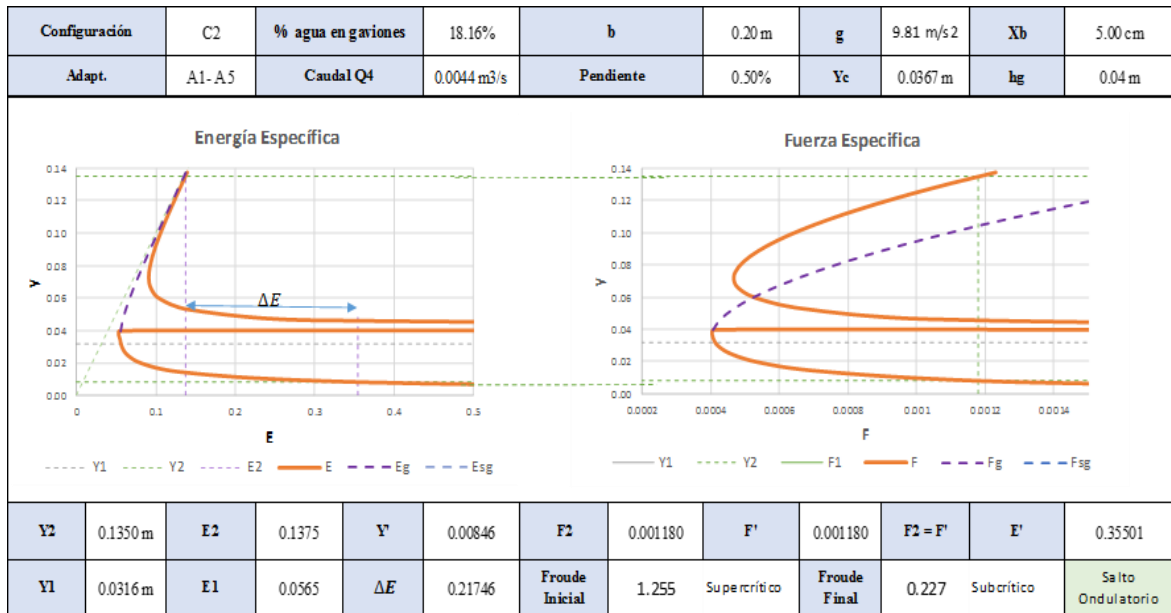 Configuración C2 % agua en gaviones 18.16% b 0.20 m g 9.81 m/s2 Xb 5.00 cm
Adapt. A1- A5 Caudal Q4 0.0044 m3/s Pendiente 0.50% Yc 0.0367 m hg 0.04 m
Energía Específica
0.14
0.12
0.10
0.08
0.06
0.04
0.02
0.00
y
ΔE
0 0.1 0.2 0.3 0.4 0.5
E
Y1 Y2 E2 E Eg Esg
Fuerza Específica
0.14
0.12
0.10
0.08
0.06
0.04
0.02
0.00
y
0.0002 0.0004 0.0006 0.0008 0.001 0.0012 0.0014
F
Y1 Y2 F1 F Fg Fsg
Y2 0.1350 m E2 0.1375 Y' 0.00846 F2 0.001180 F' 0.001180 F2 = F' E' 0.35501
Y1 0.0316 m E1 0.0565 ΔE 0.21746 Froude Inicial 1.255 Supercrítico Froude Final 0.227 Subcrítico Salto Ondulatorio